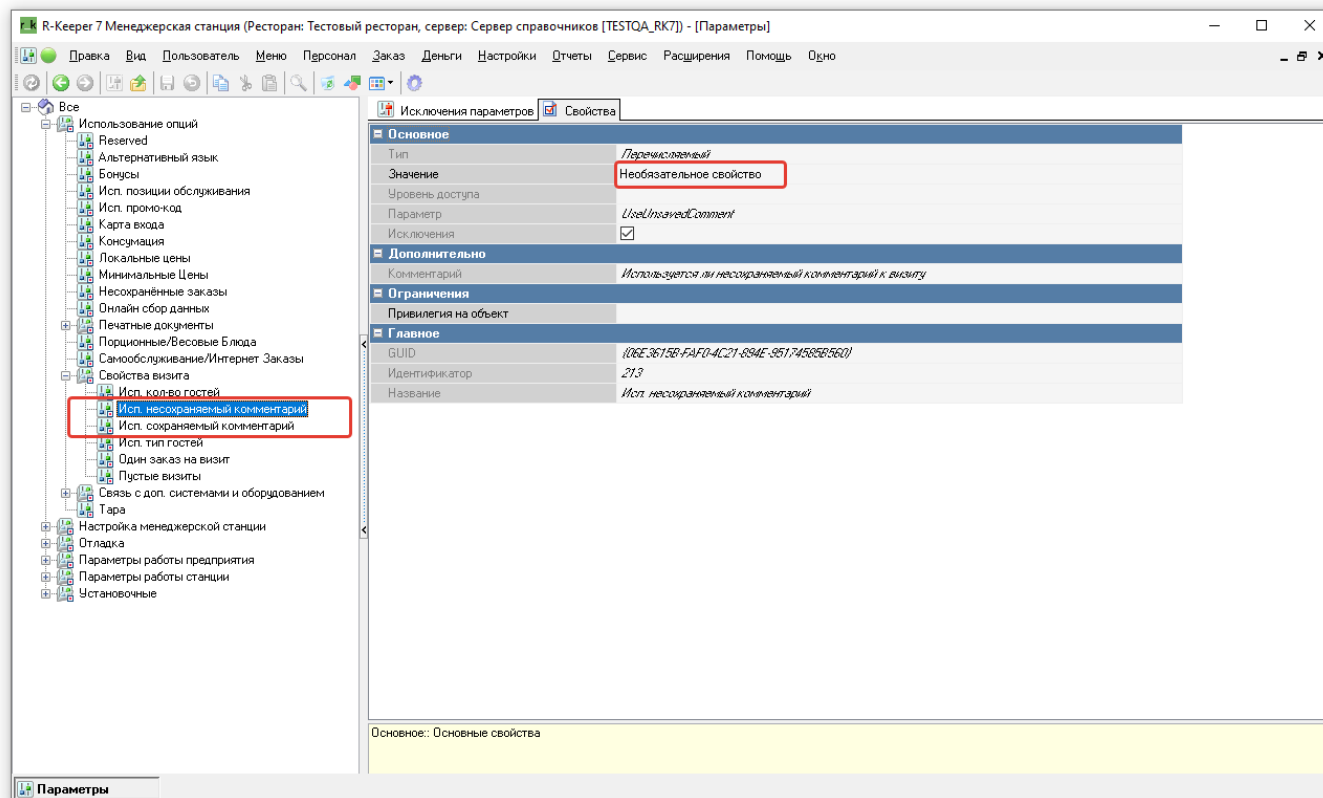 R-Keeper 7 Менеджерская станция (Ресторан: Тестовый ресторан, сервер: Сервер справочников [TESTQA_RK7]) - [Параметры]
Правка Вид Пользователь Меню Персонал Заказ Деньги Настройки Отчеты Сервис Расширения Помощь Окно
Все
Использование опций
Reserved
Альтернативный язык
Бонусы
Исп. позиции обслуживания
Исп. промо-код
Карта входа
Консумация
Локальные цены
Минимальные Цены
Несохранённые заказы
Онлайн сбор данных
Печатные документы
Порционные/Весовые Блюда
Самообслуживание/Интернет Заказы
Свойства визита
Исп. кол-во гостей
Исп. несохраняемый комментарий
Исп. сохраняемый комментарий
Исп. тип гостей
Один заказ на визит
Пустые визиты
Связь с доп. системами и оборудованием
Тара
Настройка менеджерской станции
Отладка
Параметры работы предприятия
Параметры работы станции
Установочные
Исключения параметров Свойства
Основное
Тип Перечисляемый
Значение Необязательное свойство
Уровень доступа
Параметр UseUnsavedComment
Исключения
Дополнительно
Комментарий Используется ли несохраняемый комментарий к визиту
Ограничения
Привилегия на объект
Главное
GUID {06E3615B-FAF0-4C21-894E-95174585B560}
Идентификатор 213
Название Исп. несохраняемый комментарий
Основное:: Основные свойства
Параметры